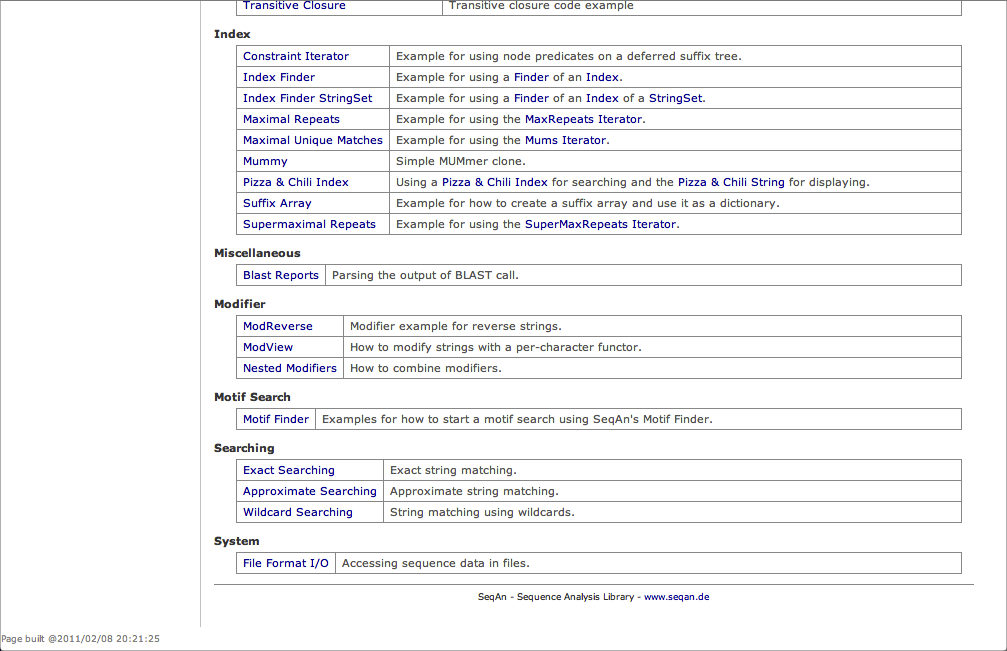 Transitive Closure Transitive closure code example
Index
Constraint Iterator Example for using node predicates on a deferred suffix tree.
Index Finder Example for using a Finder of an Index.
Index Finder StringSet Example for using a Finder of an Index of a StringSet.
Maximal Repeats Example for using the MaxRepeats Iterator.
Maximal Unique Matches Example for using the Mums Iterator.
Mummy Simple MUMmer clone.
Pizza & Chili Index Using a Pizza & Chili Index for searching and the Pizza & Chili String for displaying.
Suffix Array Example for how to create a suffix array and use it as a dictionary.
Supermaximal Repeats Example for using the SuperMaxRepeats Iterator.
Miscellaneous
Blast Reports Parsing the output of BLAST call.
Modifier
ModReverse Modifier example for reverse strings.
ModView How to modify strings with a per-character functor.
Nested Modifiers How to combine modifiers.
Motif Search
Motif Finder Examples for how to start a motif search using SeqAn's Motif Finder.
Searching
Exact Searching Exact string matching.
Approximate Searching Approximate string matching.
Wildcard Searching String matching using wildcards.
System
File Format I/O Accessing sequence data in files.
SeqAn - Sequence Analysis Library - www.seqan.de
Page built @2011/02/08 20:21:25